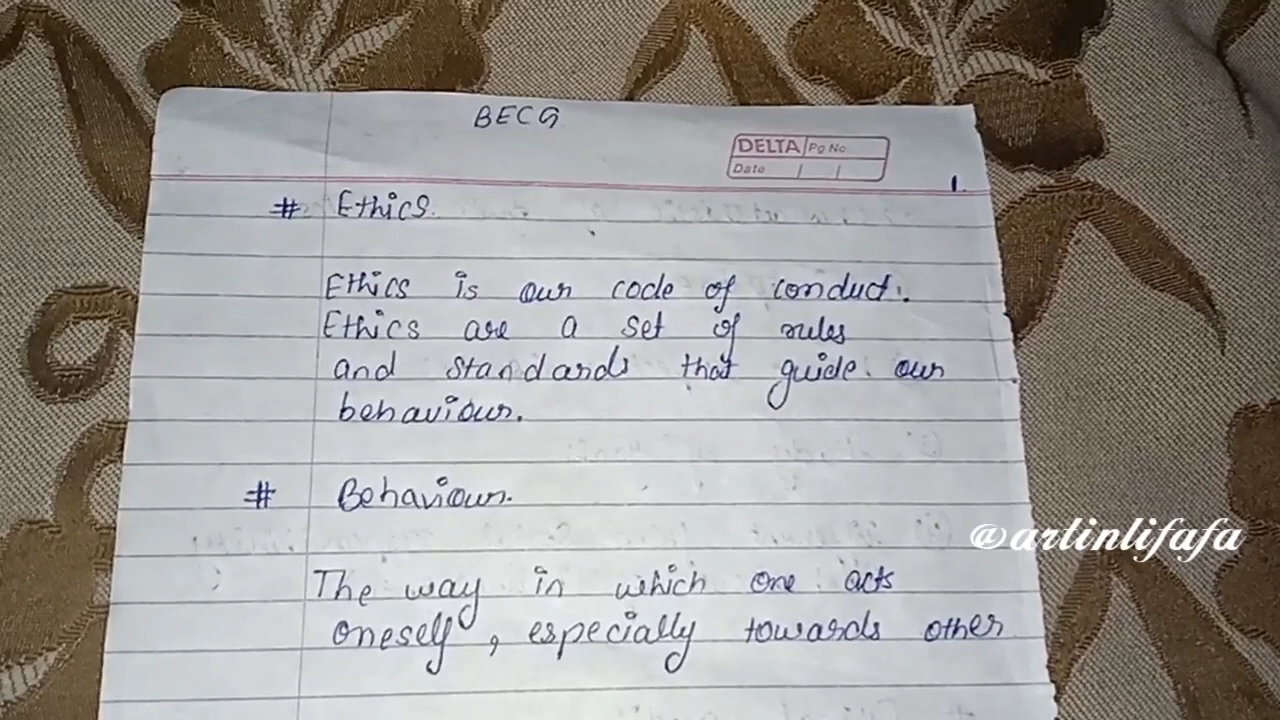 BECG
DELTA Pg No.
Date / /
1.
# Ethics.
Ethics is our code of conduct.
Ethics are a set of rules
and standards that guide our
behaviour.
# Behaviour.
The way in which one acts
oneself, especially towards other
@artinlifafa